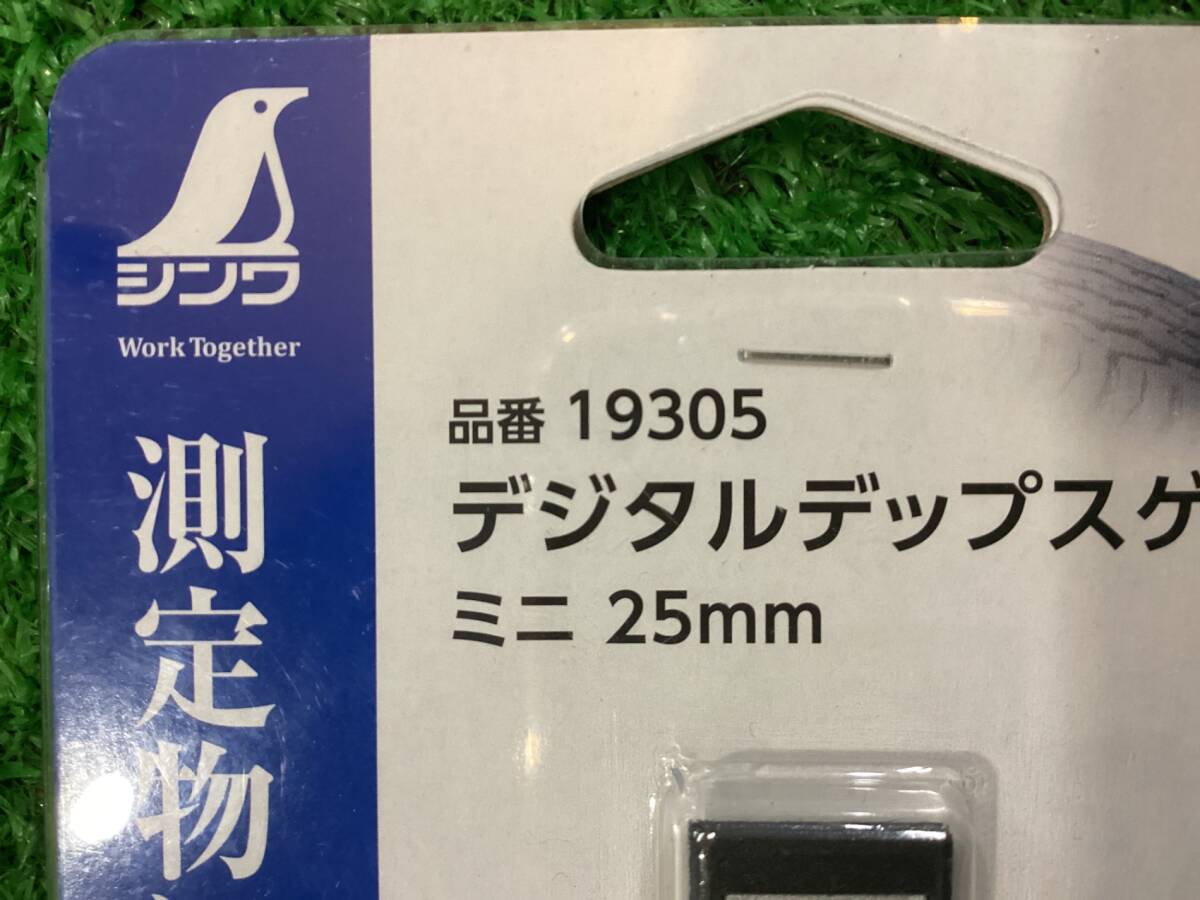 シンワ
Work Together
測定物
品番 19305
デジタルデップスゲ
ミニ 25mm